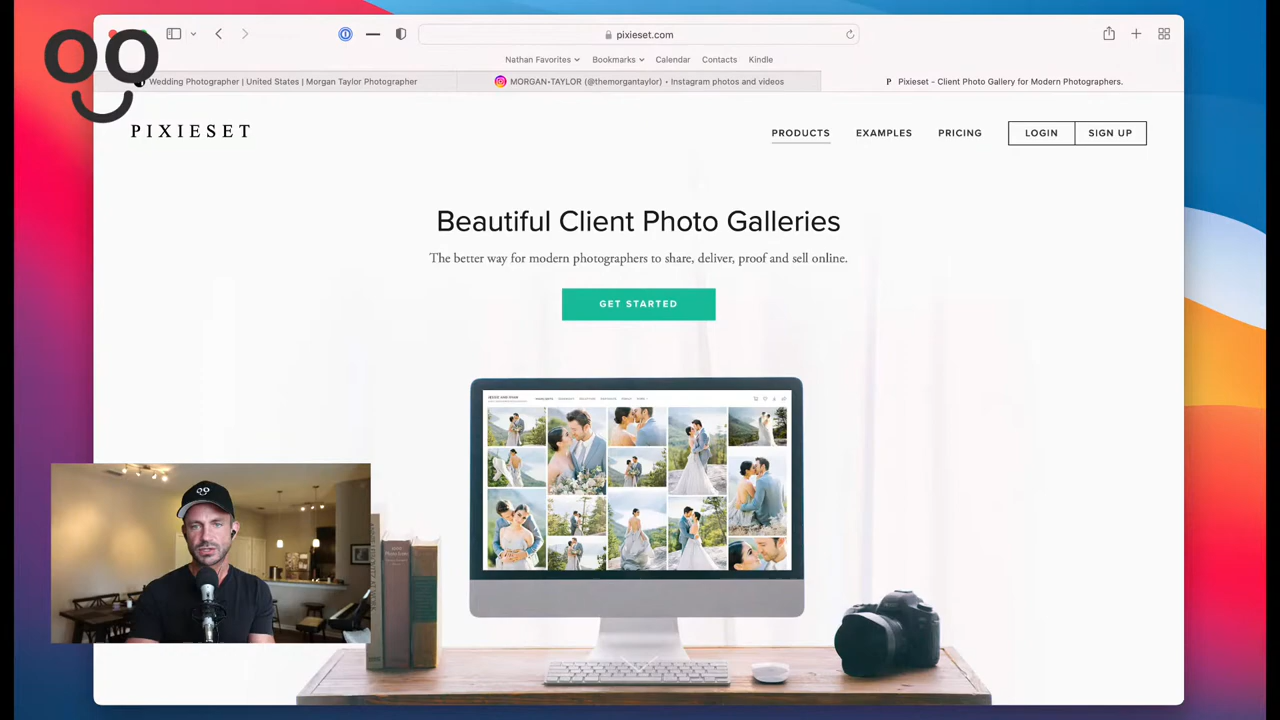 pixieset.com
Nathan Favorites
Bookmarks
Calendar
Contacts
Kindle
Wedding Photographer | United States | Morgan Taylor Photographer
MORGAN•TAYLOR (@themorgantaylor) • Instagram photos and videos
P Pixieset – Client Photo Gallery for Modern Photographers.
PIXIESET
PRODUCTS
EXAMPLES
PRICING
LOGIN
SIGN UP
Beautiful Client Photo Galleries
The better way for modern photographers to share, deliver, proof and sell online.
GET STARTED